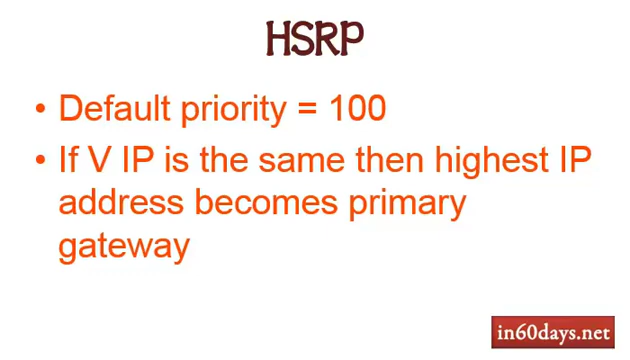 HSRP
• Default priority = 100
• If V IP is the same then highest IP
address becomes primary
gateway
in60days.net